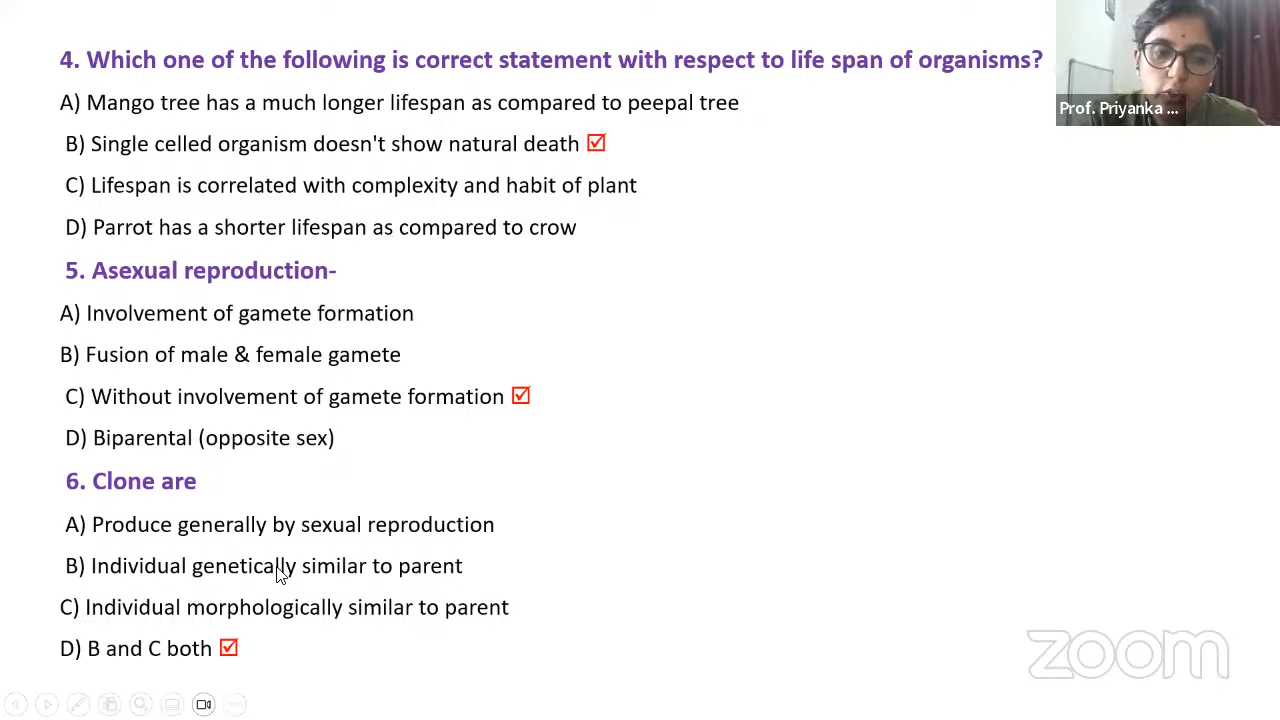 4. Which one of the following is correct statement with respect to life span of organisms?
A) Mango tree has a much longer lifespan as compared to peepal tree
B) Single celled organism doesn't show natural death ☑
C) Lifespan is correlated with complexity and habit of plant
D) Parrot has a shorter lifespan as compared to crow
5. Asexual reproduction-
A) Involvement of gamete formation
B) Fusion of male & female gamete
C) Without involvement of gamete formation ☑
D) Biparental (opposite sex)
6. Clone are
A) Produce generally by sexual reproduction
B) Individual genetically similar to parent
C) Individual morphologically similar to parent
D) B and C both ☑
Prof. Priyanka ...
zoom